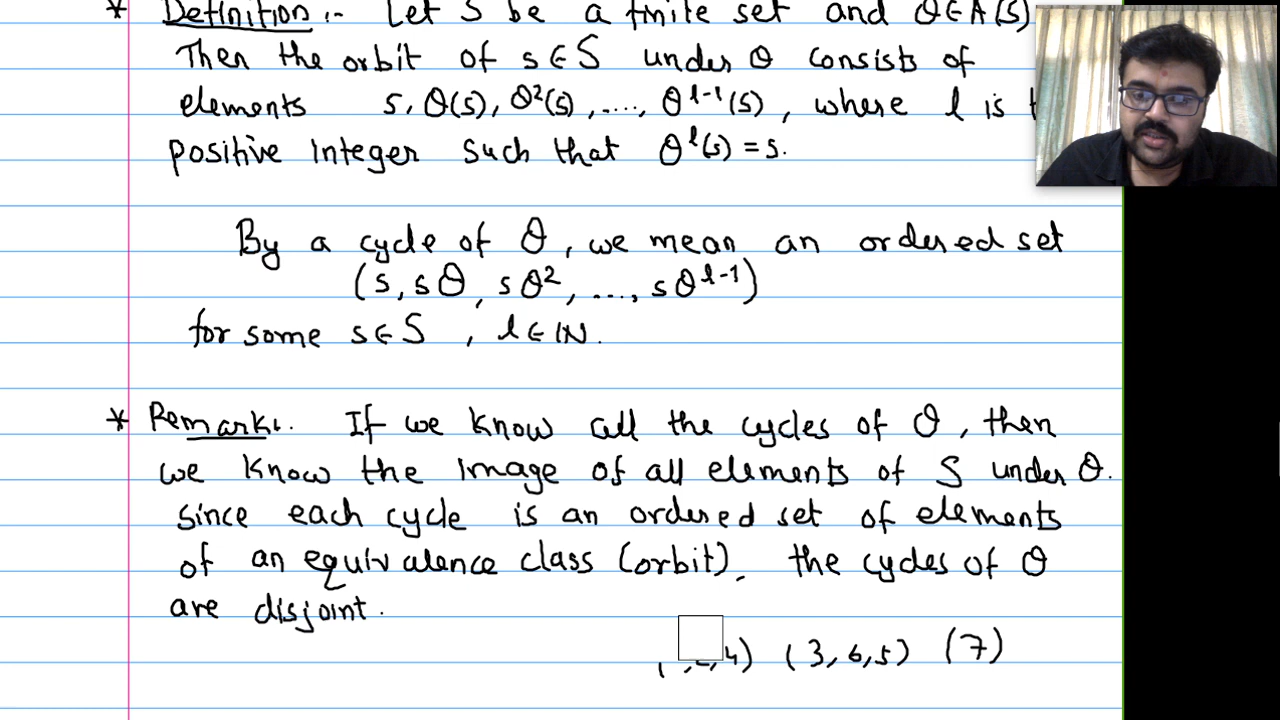 * Definition :- Let S be a finite set and θ∈A(S)
Then the orbit of s∈S under θ consists of
elements s, θ(s), θ²(s), ...., θˡ⁻¹(s), where l is
positive integer such that θˡ(s) = s.
By a cycle of θ, we mean an ordered set
(s, sθ, sθ², ..., sθˡ⁻¹)
for some s∈S , l∈ℕ.
* Remark:. If we know all the cycles of θ, then
we know the image of all elements of S under θ.
since each cycle is an ordered set of elements
of an equivalence class (orbit). the cycles of θ
are disjoint.
4) (3, 6, 5) (7)